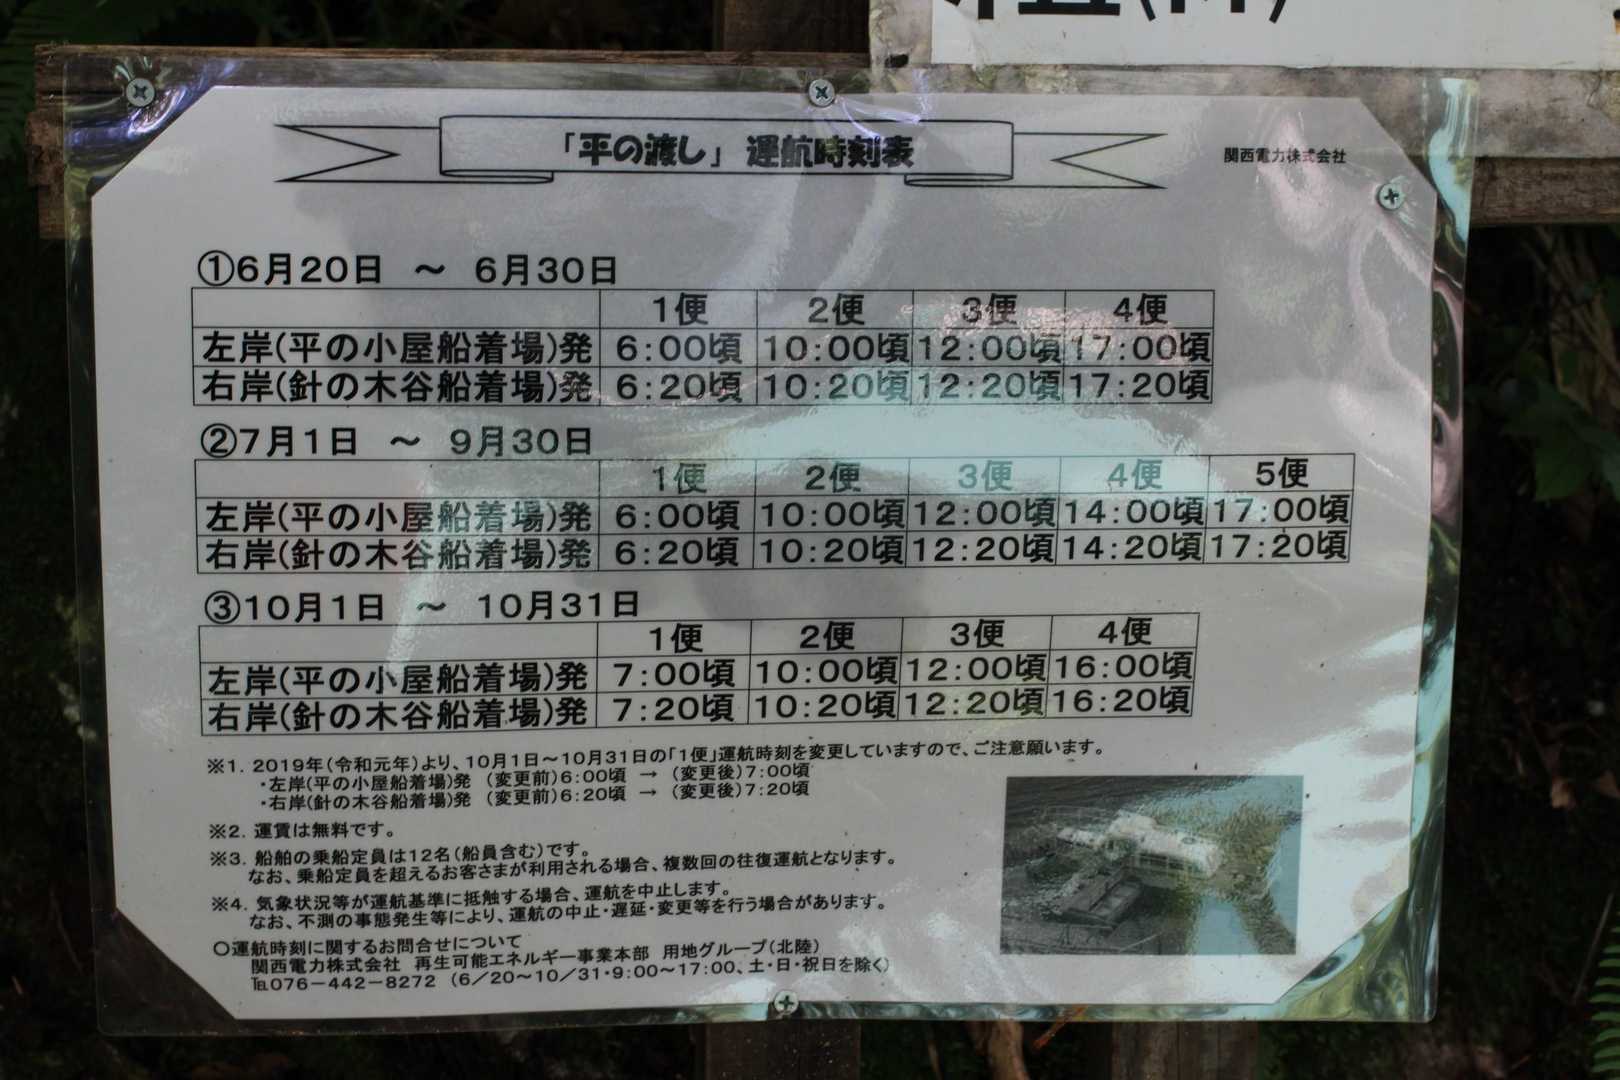 「平の渡し」 運航時刻表
関西電力株式会社
①6月20日 ～ 6月30日
1便 2便 3便 4便
左岸(平の小屋船着場)発 6:00頃 10:00頃 12:00頃 17:00頃
右岸(針の木谷船着場)発 6:20頃 10:20頃 12:20頃 17:20頃
②7月1日 ～ 9月30日
1便 2便 3便 4便 5便
左岸(平の小屋船着場)発 6:00頃 10:00頃 12:00頃 14:00頃 17:00頃
右岸(針の木谷船着場)発 6:20頃 10:20頃 12:20頃 14:20頃 17:20頃
③10月1日 ～ 10月31日
1便 2便 3便 4便
左岸(平の小屋船着場)発 7:00頃 10:00頃 12:00頃 16:00頃
右岸(針の木谷船着場)発 7:20頃 10:20頃 12:20頃 16:20頃
※1. 2019年(令和元年)より、10月1日～10月31日の「1便」運航時刻を変更していますので、ご注意願います。
・左岸(平の小屋船着場)発 (変更前)6:00頃 → (変更後)7:00頃
・右岸(針の木谷船着場)発 (変更前)6:20頃 → (変更後)7:20頃
※2. 運賃は無料です。
※3. 船舶の乗船定員は12名(船員含む)です。
なお、乗船定員を超えるお客さまが利用される場合、複数回の往復運航となります。
※4. 気象状況等が運航基準に抵触する場合、運航を中止します。
なお、不測の事態発生等により、運航の中止・遅延・変更等を行う場合があります。
○運航時刻に関するお問合せについて
関西電力株式会社 再生可能エネルギー事業本部 用地グループ(北陸)
℡076－442－8272 (6／20～10／31・9:00～17:00、土・日・祝日を除く)